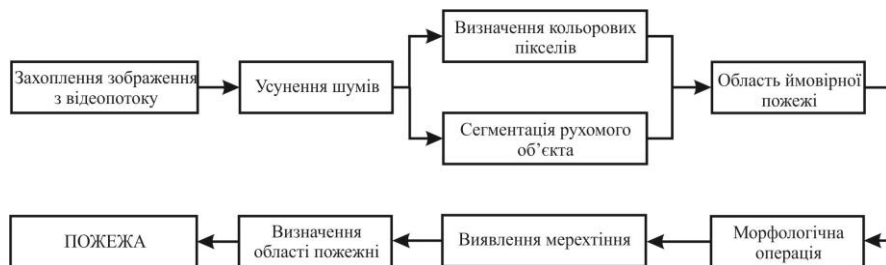 Захоплення зображення
з відеопотоку
Усунення шумів
Визначення кольорових
пікселів
Сегментація рухомого
об’єкта
Область ймовірної
пожежі
Морфологічна
операція
Виявлення мерехтіння
Визначення
області пожежні
ПОЖЕЖА